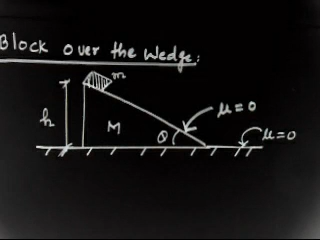 Block over the Wedge:
m
h
M
θ
μ=0
μ=0